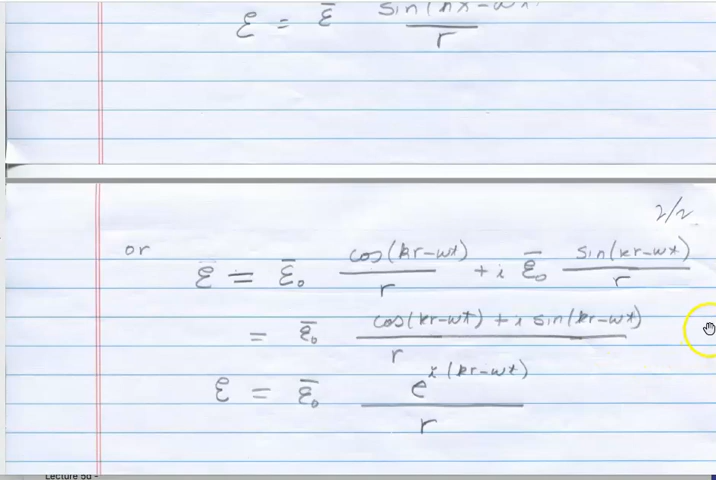 ℰ = ℰ̄ sin(kx-ωt) / r
2/2
or ℰ = ℰ̄₀ cos(kr-ωt) / r + i ℰ̄₀ sin(kr-ωt) / r
= ℰ̄₀ cos(kr-ωt) + i sin(kr-ωt) / r
ℰ = ℰ̄₀ e^i(kr-ωt) / r
Lecture 5d -